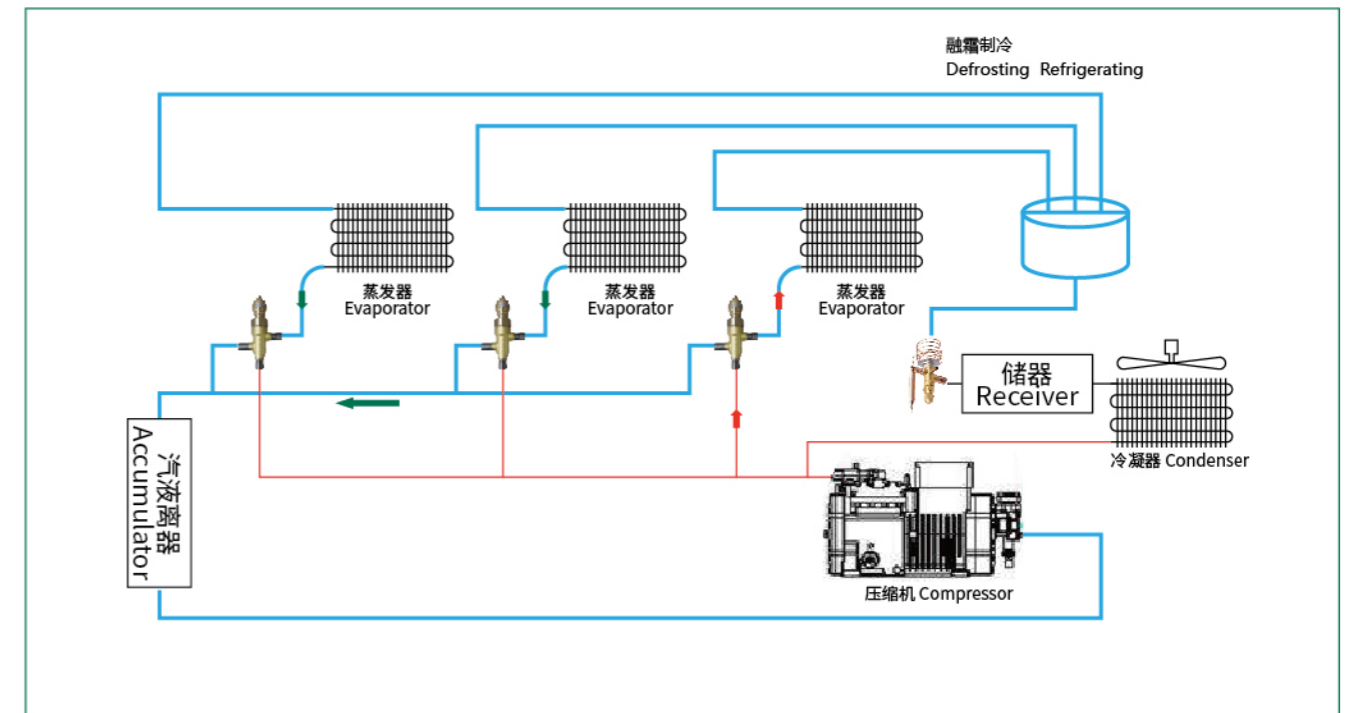 融霜制冷
Defrosting Refrigerating
蒸发器
Evaporator
蒸发器
Evaporator
蒸发器
Evaporator
储器
Receiver
冷凝器 Condenser
汽液离器
Accumulator
压缩机 Compressor